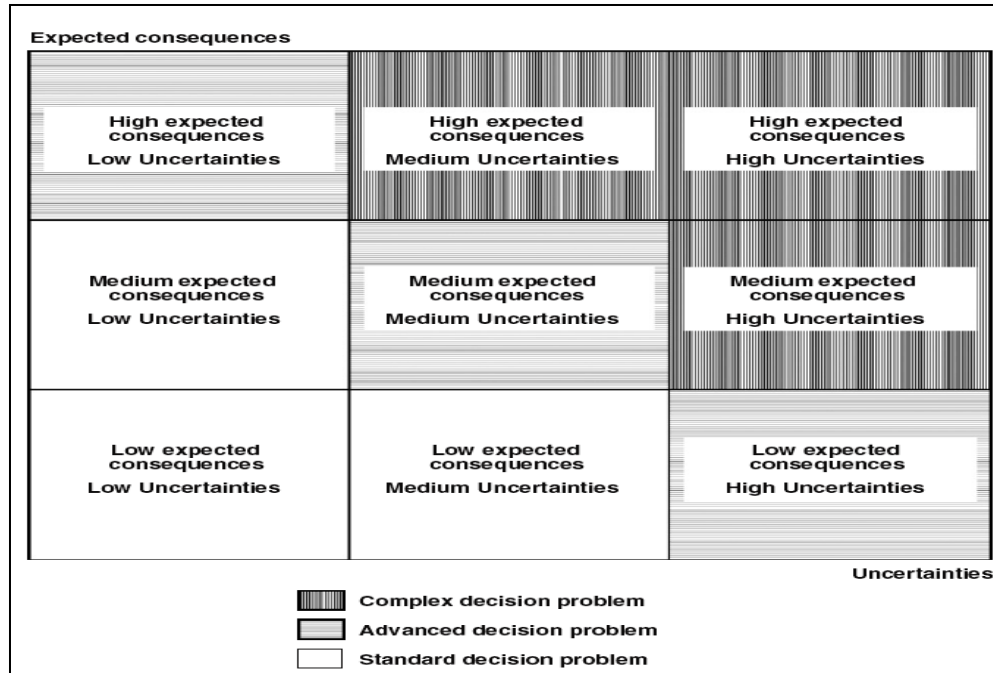 Expected consequences
High expected
consequences
Low Uncertainties
High expected
consequences
Medium Uncertainties
High expected
consequences
High Uncertainties
Medium expected
consequences
Low Uncertainties
Medium expected
consequences
Medium Uncertainties
Medium expected
consequences
High Uncertainties
Low expected
consequences
Low Uncertainties
Low expected
consequences
Medium Uncertainties
Low expected
consequences
High Uncertainties
Uncertainties
Complex decision problem
Advanced decision problem
Standard decision problem